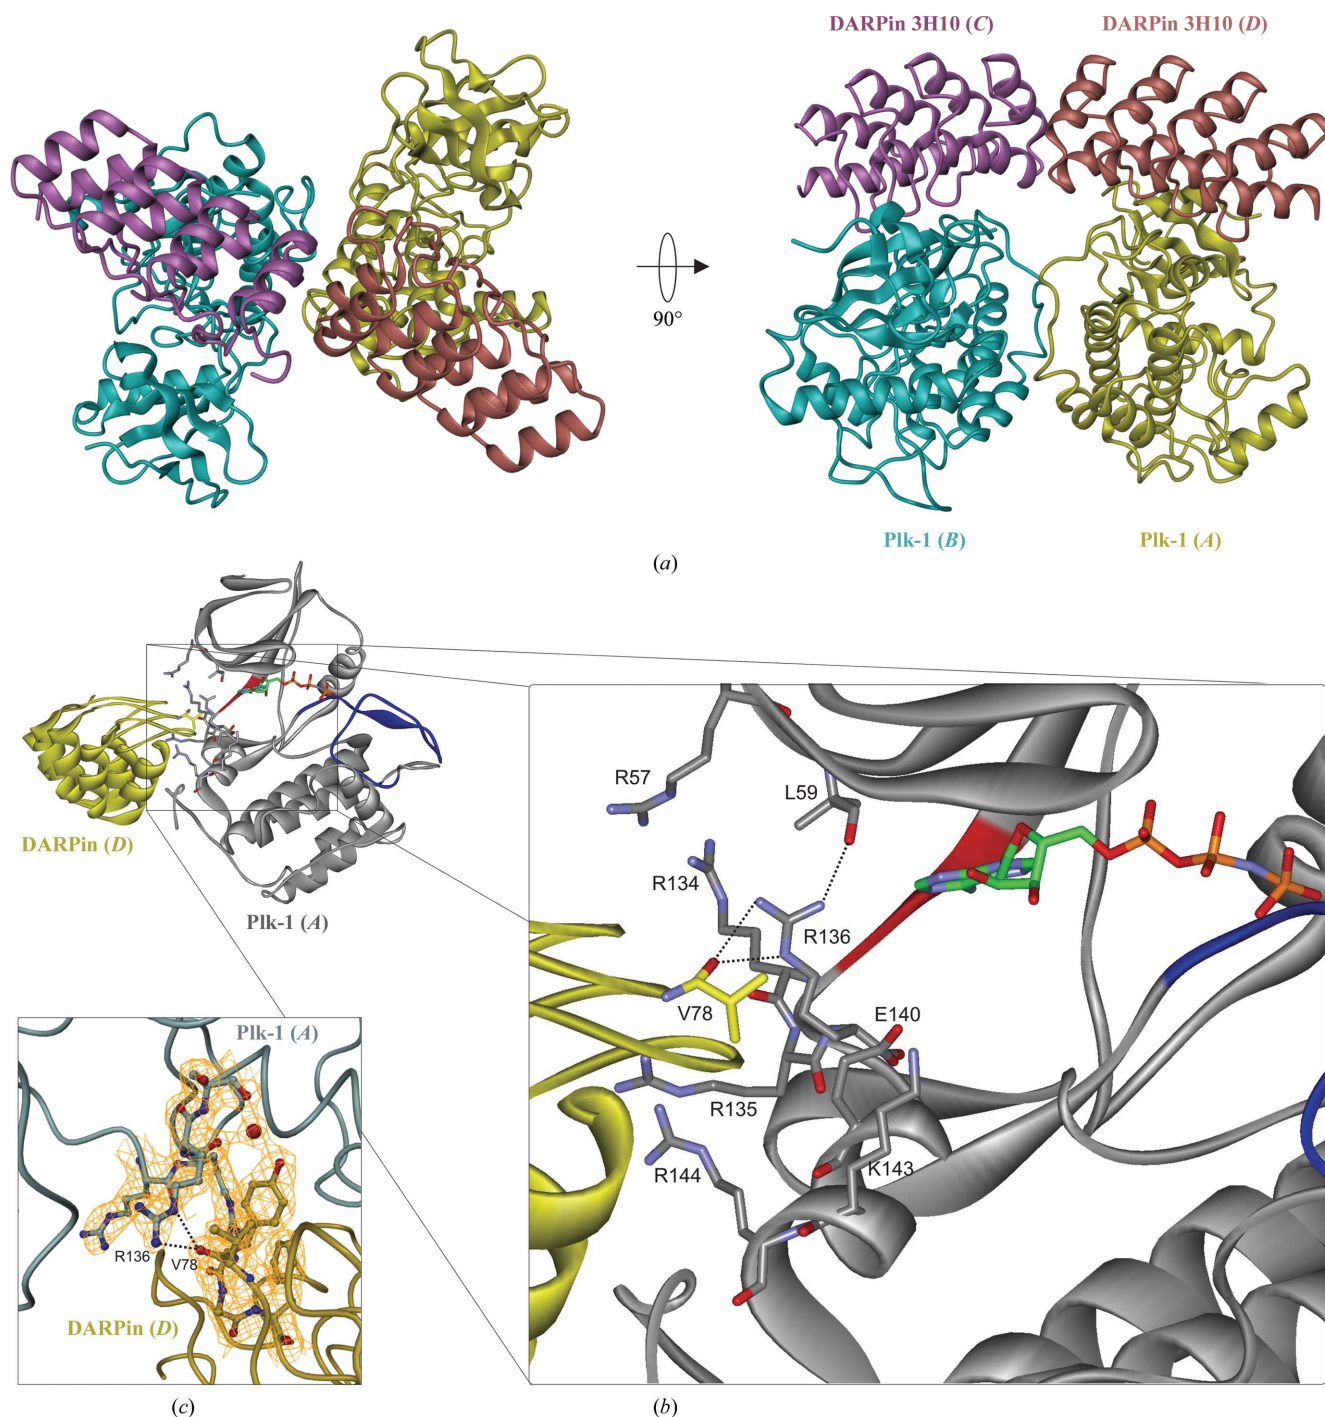 DARPin 3H10 (C)
DARPin 3H10 (D)
90°
Plk-1 (B)
Plk-1 (A)
(a)
DARPin (D)
Plk-1 (A)
R57
L59
R134
R136
V78
E140
R135
R144
K143
Plk-1 (A)
R136
V78
DARPin (D)
(c)
(b)